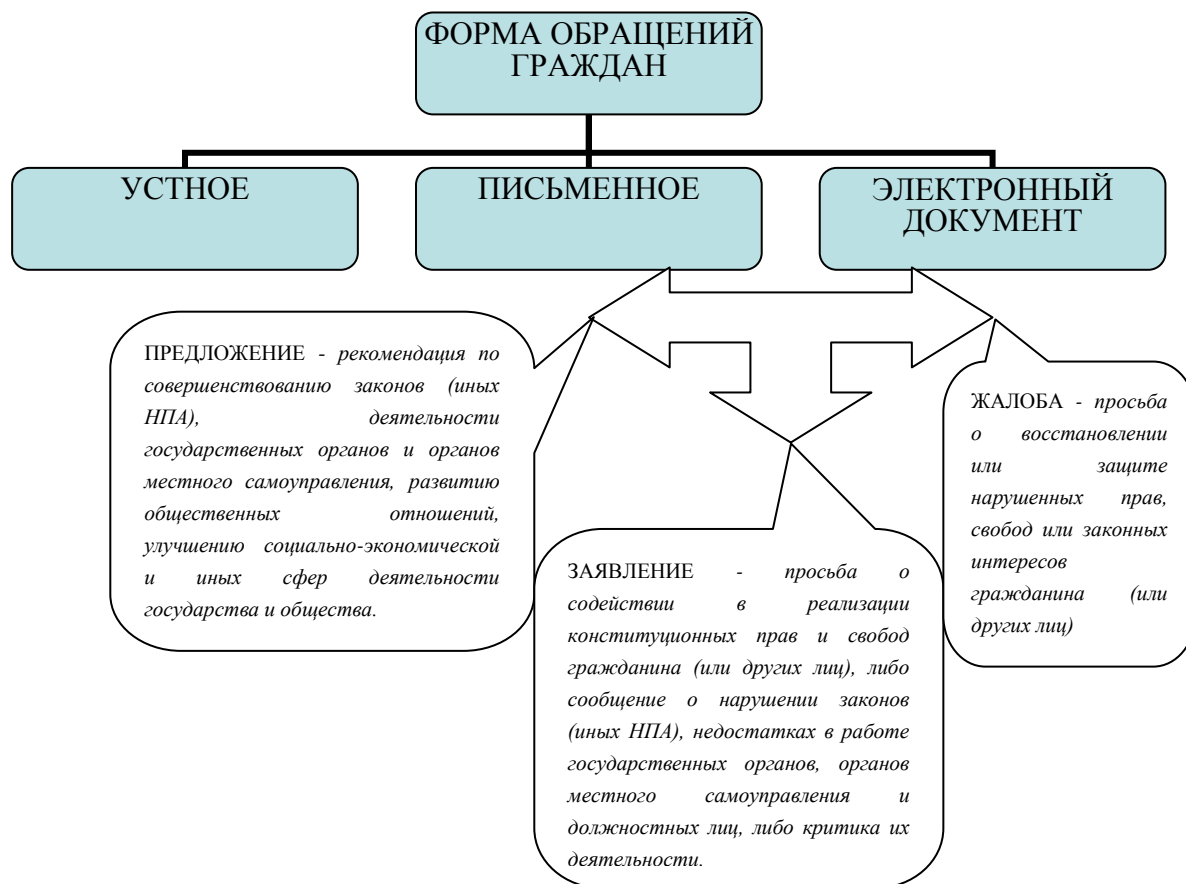 ФОРМА ОБРАЩЕНИЙ
ГРАЖДАН
УСТНОЕ
ПИСЬМЕННОЕ
ЭЛЕКТРОННЫЙ
ДОКУМЕНТ
ПРЕДЛОЖЕНИЕ - рекомендация по
совершенствованию законов (иных
НПА), деятельности
государственных органов и органов
местного самоуправления, развитию
общественных отношений,
улучшению социально-экономической
и иных сфер деятельности
государства и общества.
ЗАЯВЛЕНИЕ - просьба о
содействии в реализации
конституционных прав и свобод
гражданина (или других лиц), либо
сообщение о нарушении законов
(иных НПА), недостатках в работе
государственных органов, органов
местного самоуправления и
должностных лиц, либо критика их
деятельности.
ЖАЛОБА - просьба
о восстановлении
или защите
нарушенных прав,
свобод или законных
интересов
гражданина (или
других лиц)